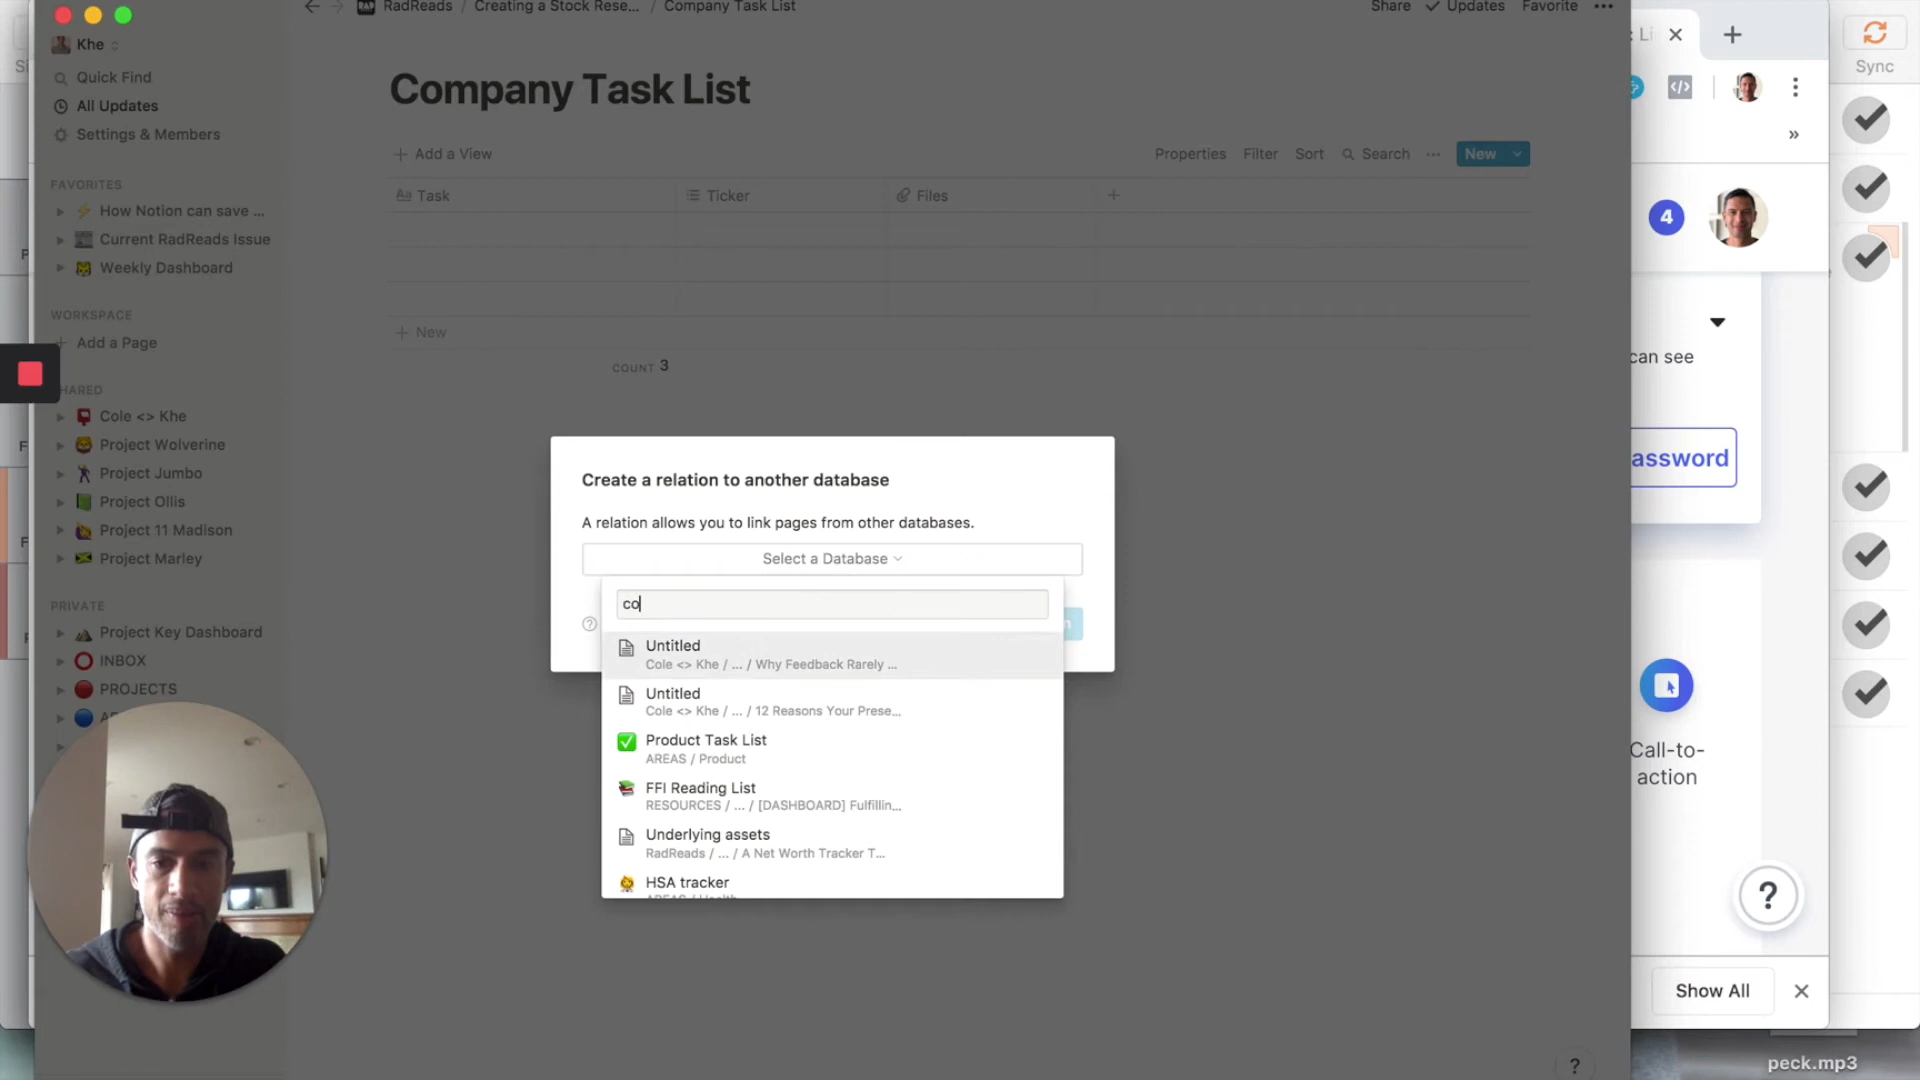 RadReads / Creating a Stock Rese... / Company Task List
Share Updates Favorite
Khe
Quick Find
All Updates
Settings & Members
FAVORITES
How Notion can save ...
Current RadReads Issue
Weekly Dashboard
WORKSPACE
Add a Page
HARED
Cole <> Khe
Project Wolverine
Project Jumbo
Project Ollis
Project 11 Madison
Project Marley
PRIVATE
Project Key Dashboard
INBOX
PROJECTS
Company Task List
+ Add a View
Properties Filter Sort Search ... New
Aa Task Ticker Files +
+ New
COUNT 3
Create a relation to another database
A relation allows you to link pages from other databases.
Select a Database
co
Untitled
Cole <> Khe / ... / Why Feedback Rarely ...
Untitled
Cole <> Khe / ... / 12 Reasons Your Prese...
Product Task List
AREAS / Product
FFI Reading List
RESOURCES / ... / [DASHBOARD] Fulfillin...
Underlying assets
RadReads / ... / A Net Worth Tracker T...
HSA tracker
AREAS / Health
?
: Li
»
4
can see
assword
Call-to-
action
?
Show All
Sync
peck.mp3